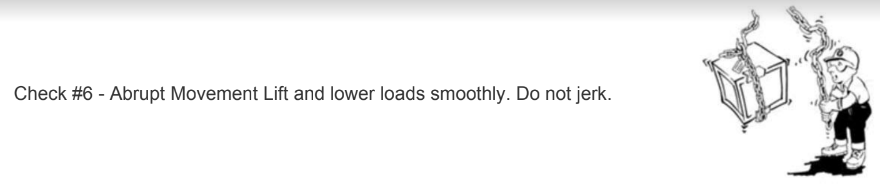 Check #6 - Abrupt Movement Lift and lower loads smoothly. Do not jerk.